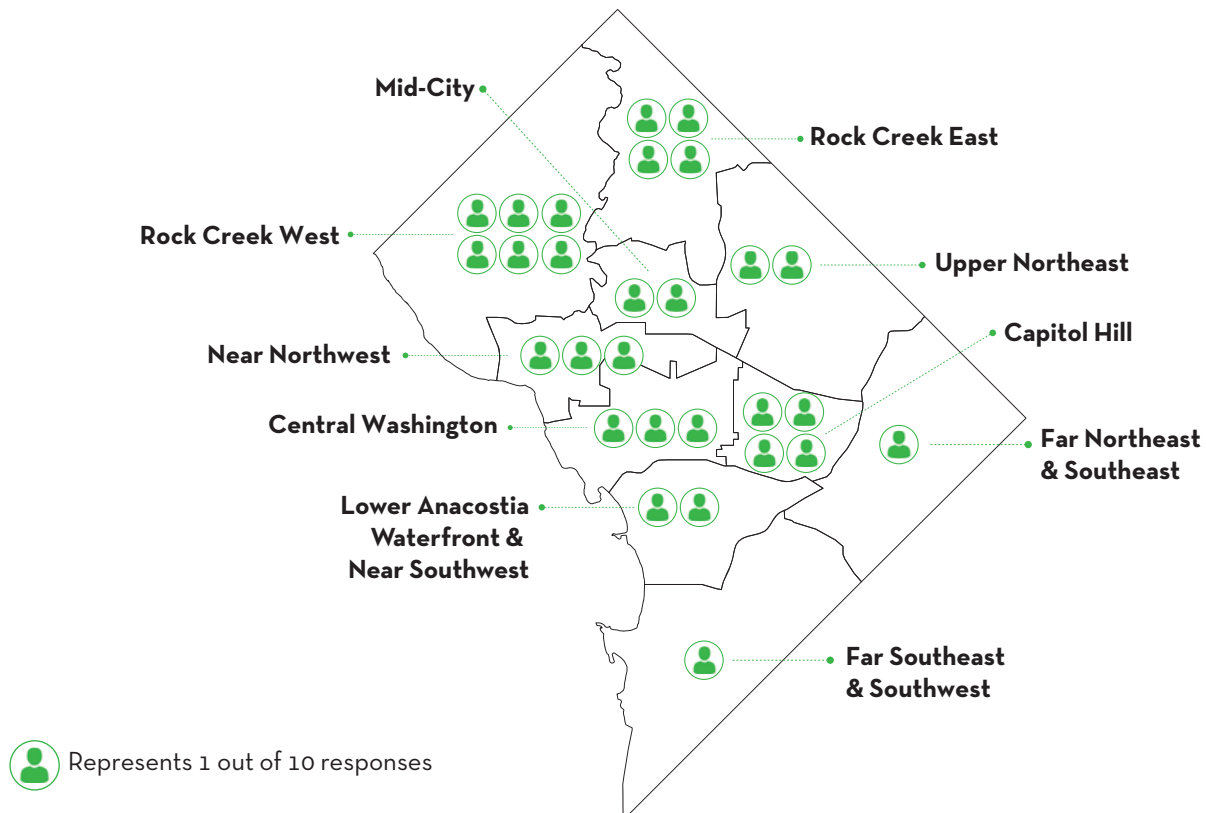 Mid-City
Rock Creek East
Rock Creek West
Upper Northeast
Capitol Hill
Near Northwest
Central Washington
Far Northeast
& Southeast
Lower Anacostia
Waterfront &
Near Southwest
Far Southeast
& Southwest
Represents 1 out of 10 responses